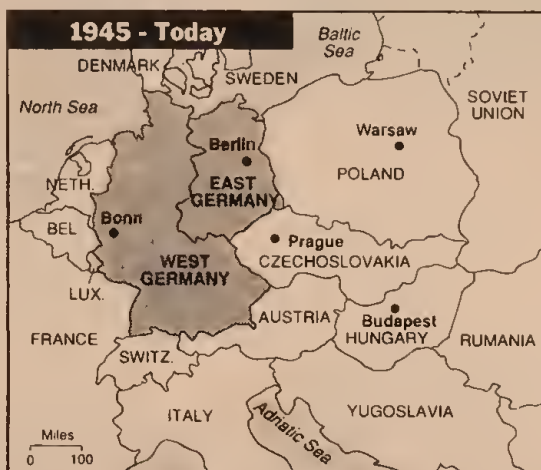 1945 - Today
Baltic
Sea
DENMARK
SWEDEN
North Sea
SOVIET
UNION
Berlin
Warsaw
NETH.
EAST
GERMANY
POLAND
BEL
Bonn
Prague
CZECHOSLOVAKIA
WEST
GERMANY
LUX.
AUSTRIA
Budapest
HUNGARY
FRANCE
RUMANIA
SWITZ.
ITALY
Adriatic Sea
YUGOSLAVIA
Miles
0 100